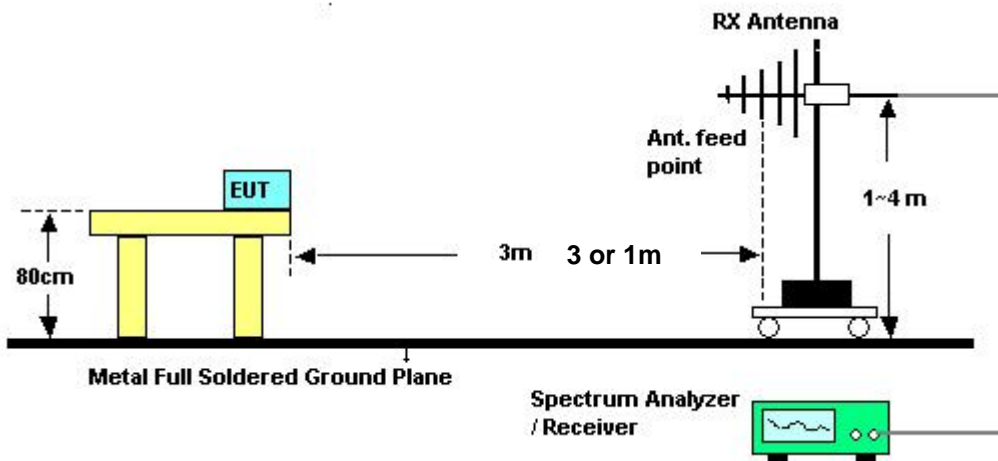 RX Antenna
Ant. feed
point
EUT
1~4 m
3m
3 or 1m
80cm
Metal Full Soldered Ground Plane
Spectrum Analyzer
/ Receiver